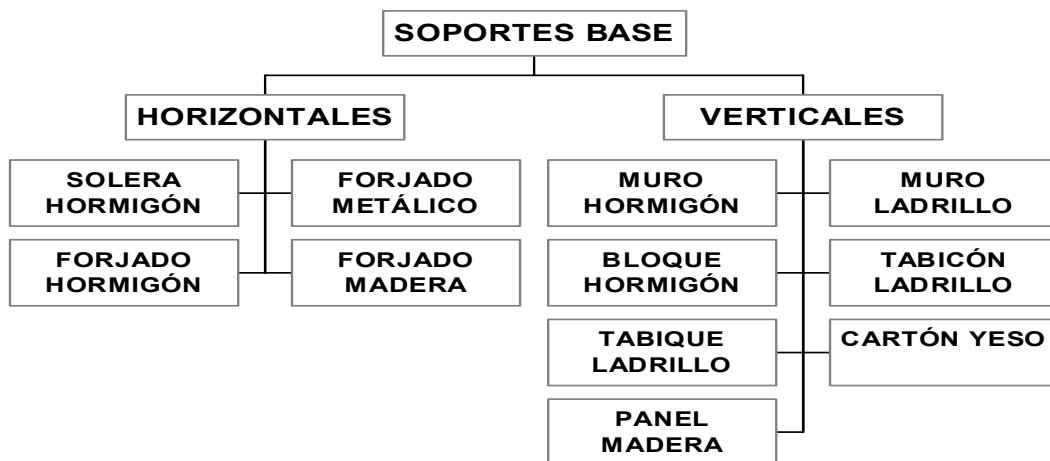 SOPORTES BASE
HORIZONTALES
SOLERA
HORMIGÓN
FORJADO
METÁLICO
FORJADO
HORMIGÓN
FORJADO
MADERA
VERTICALES
MURO
HORMIGÓN
MURO
LADRILLO
BLOQUE
HORMIGÓN
TABICÓN
LADRILLO
TABIQUE
LADRILLO
CARTÓN YESO
PANEL
MADERA